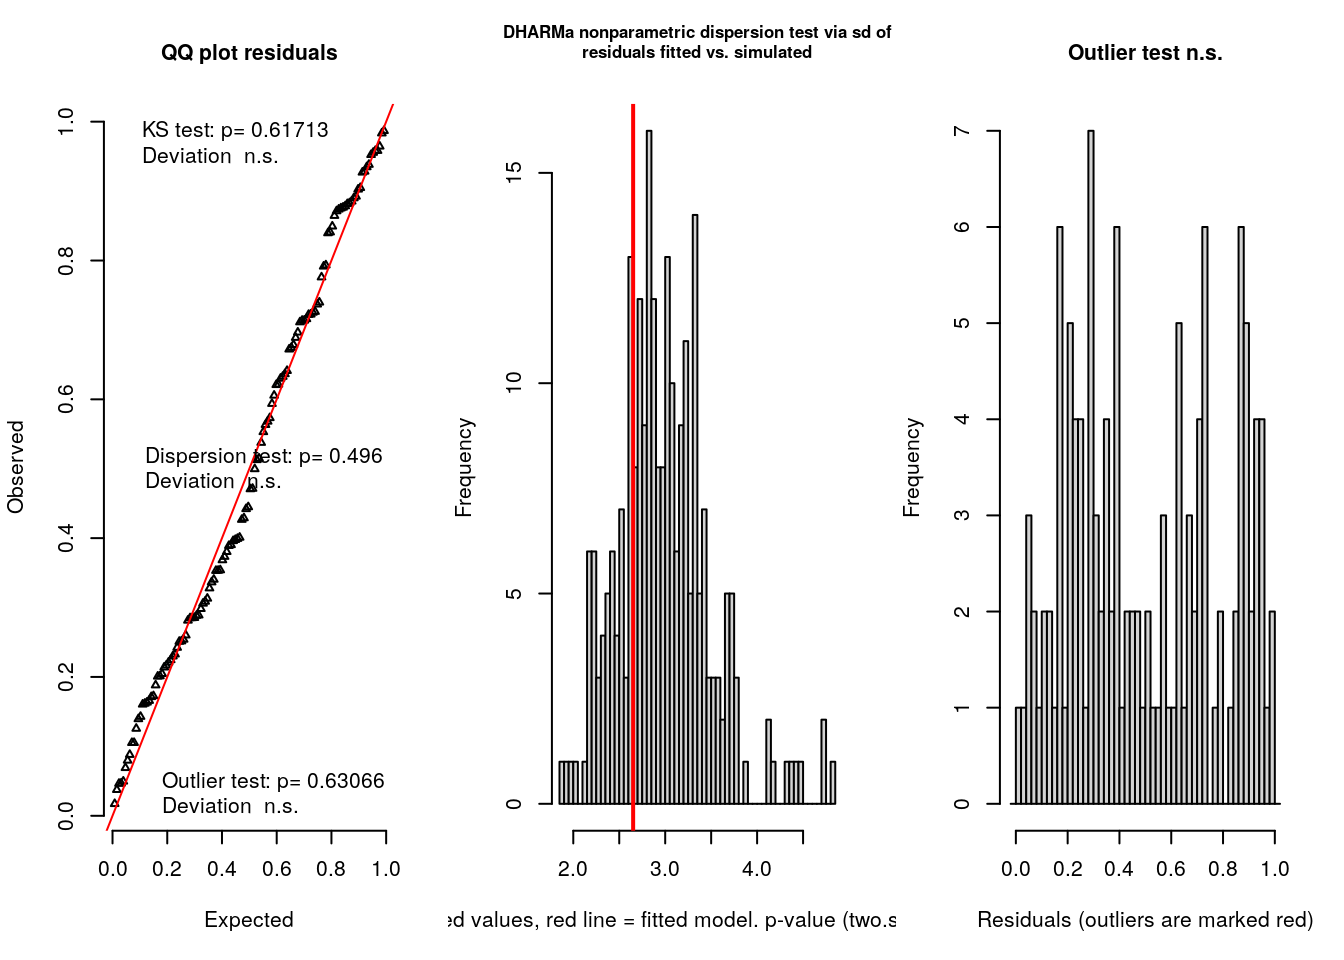 QQ plot residuals
KS test: p= 0.61713
Deviation n.s.
Dispersion test: p= 0.496
Deviation n.s.
Outlier test: p= 0.63066
Deviation n.s.
Observed
0.0 0.2 0.4 0.6 0.8 1.0
0.0 0.2 0.4 0.6 0.8 1.0
Expected
DHARMa nonparametric dispersion test via sd of
residuals fitted vs. simulated
Frequency
0 5 10 15
2.0 3.0 4.0
ed values, red line = fitted model. p-value (two.s
Outlier test n.s.
Frequency
0 1 2 3 4 5 6 7
0.0 0.2 0.4 0.6 0.8 1.0
Residuals (outliers are marked red)